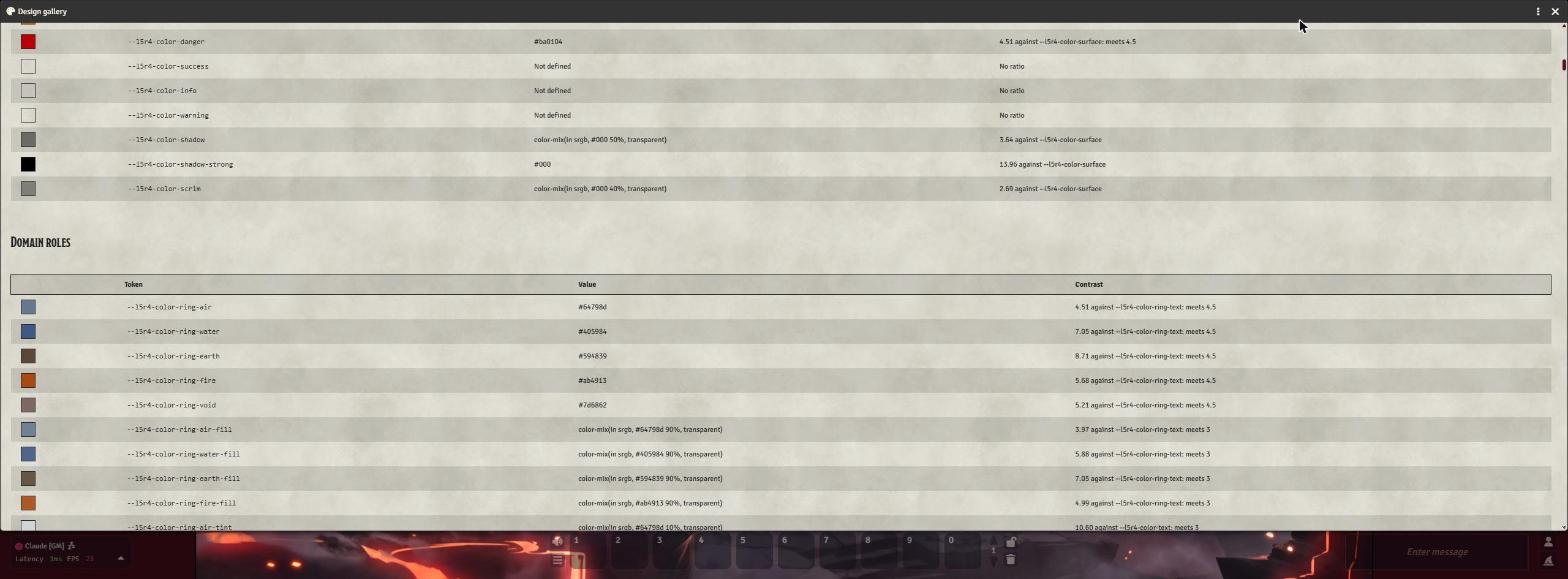 Design gallery
--l5r4-color-danger #ba0104 4.51 against --l5r4-color-surface: meets 4.5
--l5r4-color-success Not defined No ratio
--l5r4-color-info Not defined No ratio
--l5r4-color-warning Not defined No ratio
--l5r4-color-shadow color-mix(in srgb, #000 50%, transparent) 3.64 against --l5r4-color-surface
--l5r4-color-shadow-strong #000 13.96 against --l5r4-color-surface
--l5r4-color-scrim color-mix(in srgb, #000 40%, transparent) 2.69 against --l5r4-color-surface
Domain roles
Token Value Contrast
--l5r4-color-ring-air #64798d 4.51 against --l5r4-color-ring-text: meets 4.5
--l5r4-color-ring-water #405984 7.05 against --l5r4-color-ring-text: meets 4.5
--l5r4-color-ring-earth #594839 8.71 against --l5r4-color-ring-text: meets 4.5
--l5r4-color-ring-fire #ab4913 5.68 against --l5r4-color-ring-text: meets 4.5
--l5r4-color-ring-void #7d6862 5.21 against --l5r4-color-ring-text: meets 4.5
--l5r4-color-ring-air-fill color-mix(in srgb, #64798d 90%, transparent) 3.97 against --l5r4-color-ring-text: meets 3
--l5r4-color-ring-water-fill color-mix(in srgb, #405984 90%, transparent) 5.88 against --l5r4-color-ring-text: meets 3
--l5r4-color-ring-earth-fill color-mix(in srgb, #594839 90%, transparent) 7.05 against --l5r4-color-ring-text: meets 3
--l5r4-color-ring-fire-fill color-mix(in srgb, #ab4913 90%, transparent) 4.99 against --l5r4-color-ring-text: meets 3
--l5r4-color-ring-air-tint color-mix(in srgb, #64798d 10%, transparent) 10.60 against --l5r4-color-text: meets 3
Claude [GM]
Latency 3ms FPS 23
1 2 3 4 5 6 7 8 9 0
1
Enter message